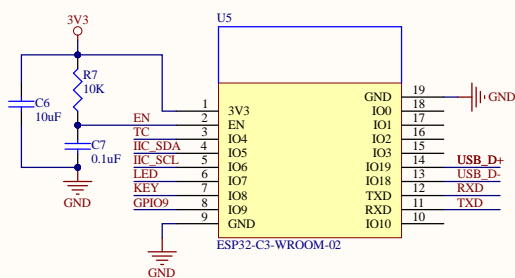 3V3
U5
R7
10K
C6
10uF
C7
0.1uF
GND
EN
TC
IIC_SDA
IIC_SCL
LED
KEY
GPIO9
1 3V3
2 EN
3 IO4
4 IO5
5 IO6
6 IO7
7 IO8
8 IO9
9 GND
GND 19
IO0 18
IO1 17
IO2 16
IO3 15
IO19 14 USB_D+
IO18 13 USB_D-
TXD 12 RXD
RXD 11 TXD
IO10 10
GND
GND
ESP32-C3-WROOM-02